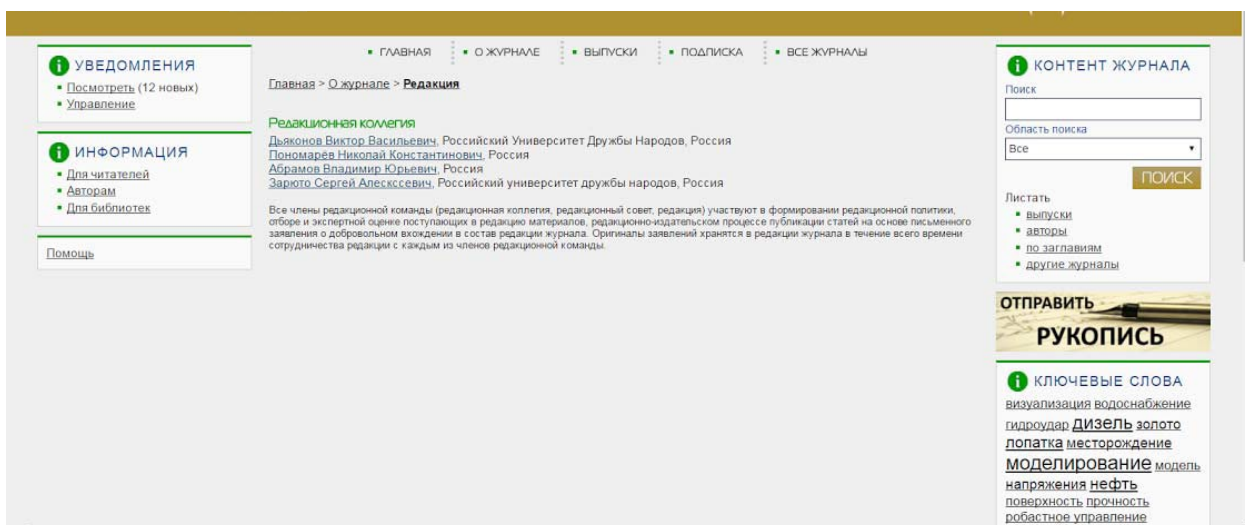 УВЕДОМЛЕНИЯ
Посмотреть (12 новых)
Управление
ИНФОРМАЦИЯ
Для читателей
Авторам
Для библиотек
Помощь
ГЛАВНАЯ
О ЖУРНАЛЕ
ВЫПУСКИ
ПОДПИСКА
ВСЕ ЖУРНАЛЫ
Главная > О журнале > Редакция
Редакционная коллегия
Дьяконов Виктор Васильевич, Российский Университет Дружбы Народов, Россия
Пономарёв Николай Константинович, Россия
Абрамов Владимир Юрьевич, Россия
Зарюто Сергей Алескссевич, Российский университет дружбы народов, Россия
Все члены редакционной команды (редакционная коллегия, редакционный совет, редакция) участвуют в формировании редакционной политики,
отборе и экспертной оценке поступающих в редакцию материалов, редакционно-издательском процессе публикации статей на основе письменного
заявления о добровольном вхождении в состав редакции журнала. Оригиналы заявлений хранятся в редакции журнала в течение всего времени
сотрудничества редакции с каждым из членов редакционной команды.
КОНТЕНТ ЖУРНАЛА
Поиск
Область поиска
Все
ПОИСК
Листать
выпуски
авторы
по заглавиям
другие журналы
ОТПРАВИТЬ
РУКОПИСЬ
КЛЮЧЕВЫЕ СЛОВА
визуализация водоснабжение
гидроудар дизель золото
лопатка месторождение
моделирование модель
напряжения нефть
поверхность прочность
робастное управление